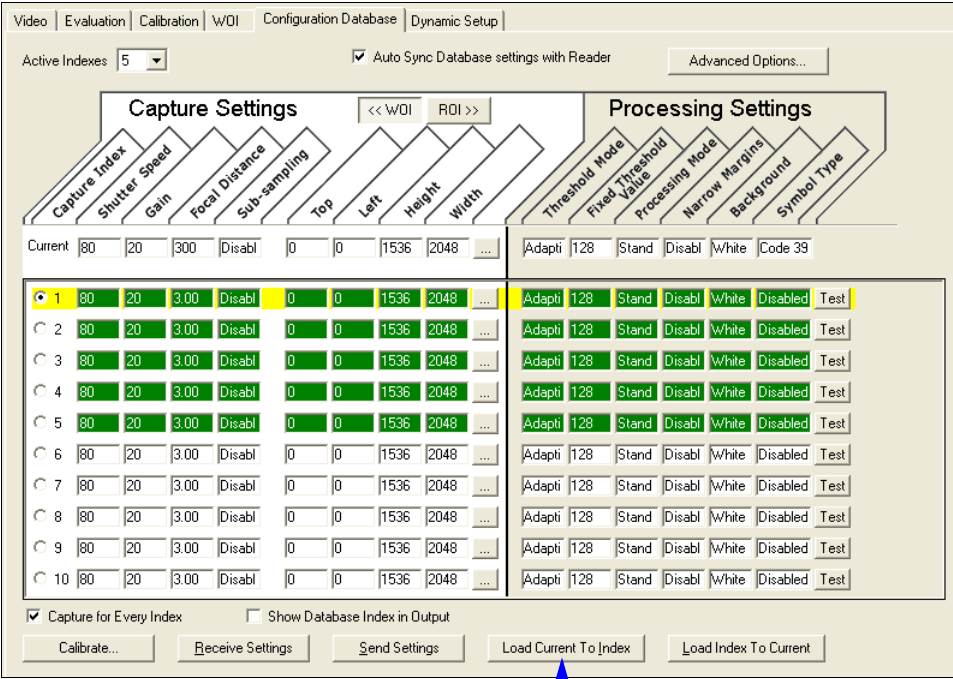 Video Evaluation Calibration WOI Configuration Database Dynamic Setup
Active Indexes 5 Auto Sync Database settings with Reader Advanced Options...
Capture Settings << WOI ROI >> Processing Settings
Capture Index Shutter Speed Gain Focal Distance Sub-sampling Top Left Height Width Threshold Mode Fixed Threshold Value Processing Mode Narrow Margins Background Symbol Type
Current 80 20 300 Disabl 0 0 1536 2048 ... Adapti 128 Stand Disabl White Code 39
1 80 20 3.00 Disabl 0 0 1536 2048 ... Adapti 128 Stand Disabl White Disabled Test
2 80 20 3.00 Disabl 0 0 1536 2048 ... Adapti 128 Stand Disabl White Disabled Test
3 80 20 3.00 Disabl 0 0 1536 2048 ... Adapti 128 Stand Disabl White Disabled Test
4 80 20 3.00 Disabl 0 0 1536 2048 ... Adapti 128 Stand Disabl White Disabled Test
5 80 20 3.00 Disabl 0 0 1536 2048 ... Adapti 128 Stand Disabl White Disabled Test
6 80 20 3.00 Disabl 0 0 1536 2048 ... Adapti 128 Stand Disabl White Disabled Test
7 80 20 3.00 Disabl 0 0 1536 2048 ... Adapti 128 Stand Disabl White Disabled Test
8 80 20 3.00 Disabl 0 0 1536 2048 ... Adapti 128 Stand Disabl White Disabled Test
9 80 20 3.00 Disabl 0 0 1536 2048 ... Adapti 128 Stand Disabl White Disabled Test
10 80 20 3.00 Disabl 0 0 1536 2048 ... Adapti 128 Stand Disabl White Disabled Test
Capture for Every Index Show Database Index in Output
Calibrate... Receive Settings Send Settings Load Current To Index Load Index To Current